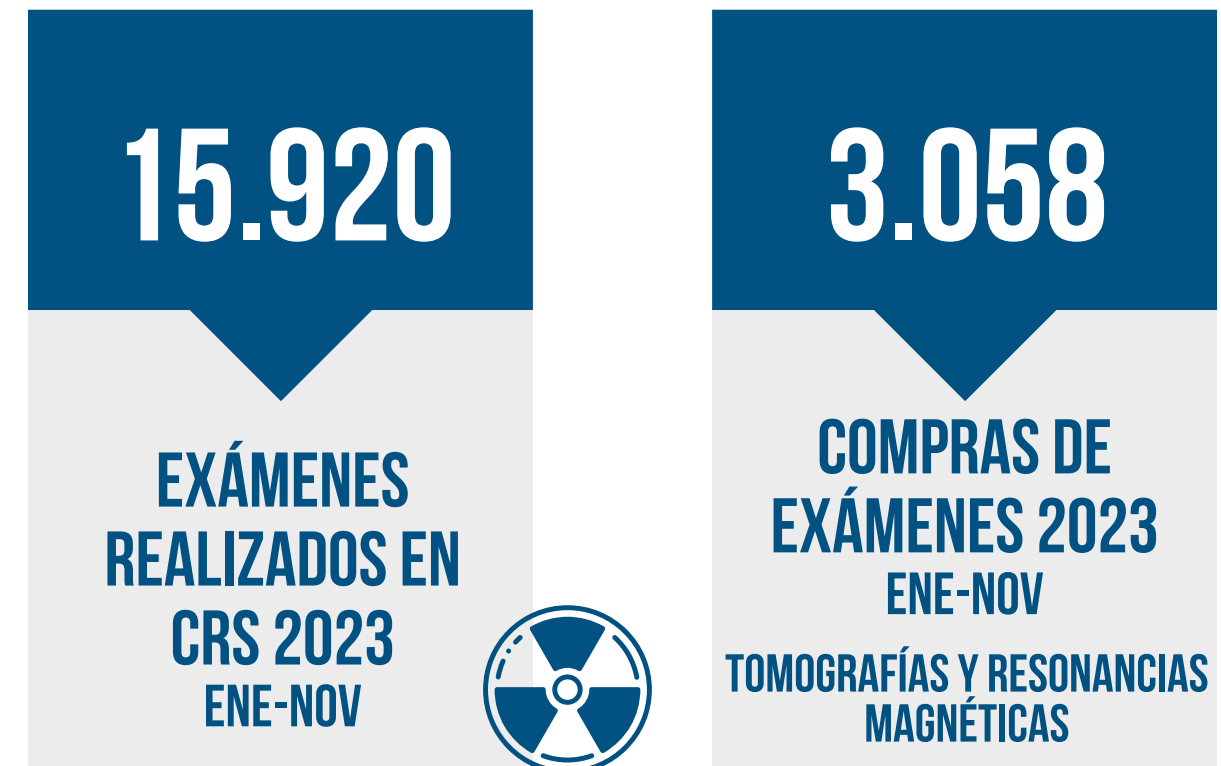 15.920
EXÁMENES
REALIZADOS EN
CRS 2023
ENE-NOV
3.058
COMPRAS DE
EXÁMENES 2023
ENE-NOV
TOMOGRAFÍAS Y RESONANCIAS
MAGNÉTICAS